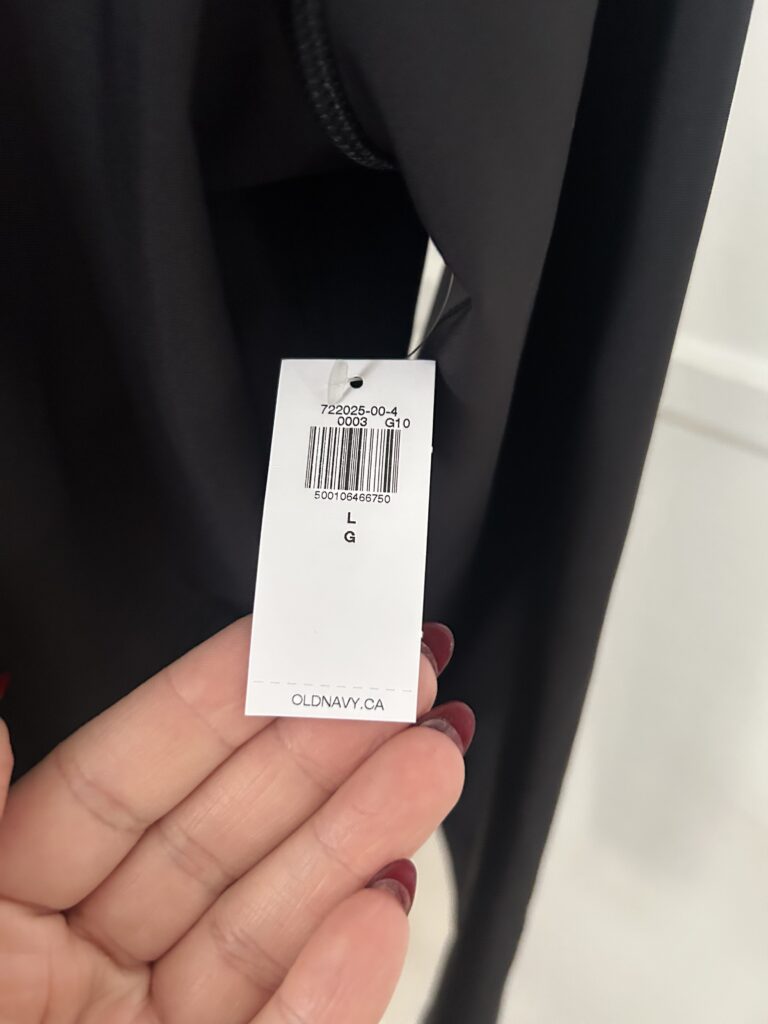 722025-00-4
0003 G10
500106466750
L
G
OLDNAVY.CA